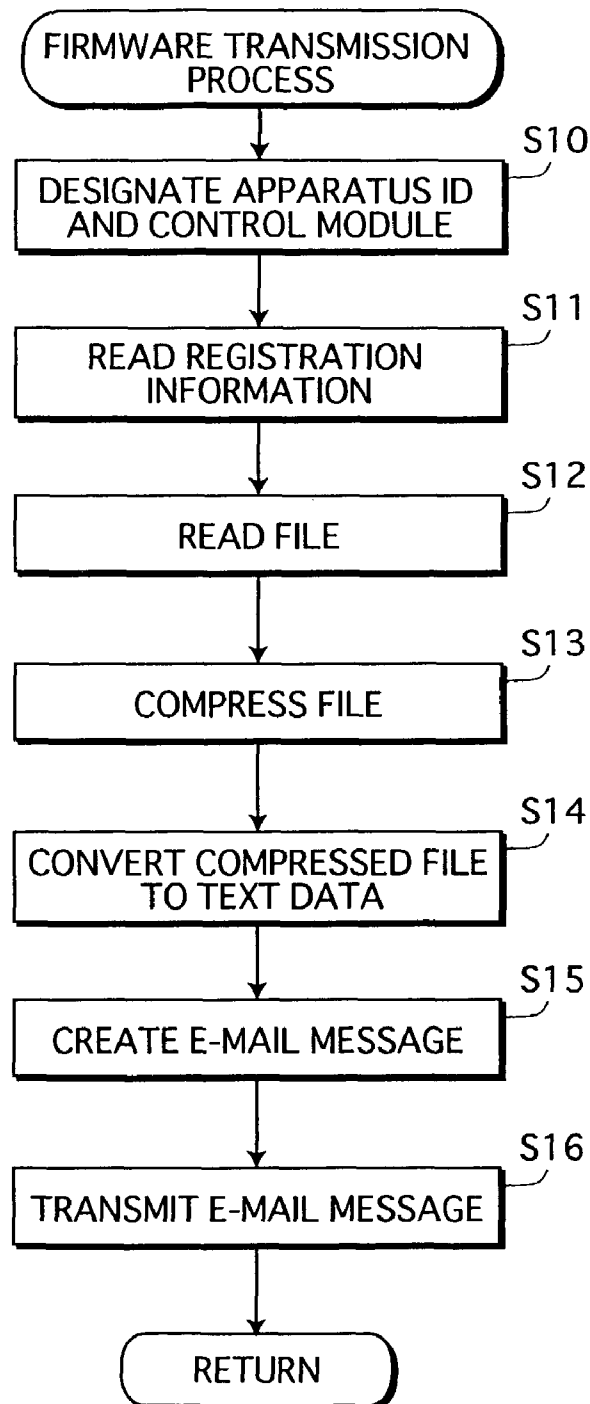 FIRMWARE TRANSMISSION
PROCESS
S10
DESIGNATE APPARATUS ID
AND CONTROL MODULE
S11
READ REGISTRATION
INFORMATION
S12
READ FILE
S13
COMPRESS FILE
S14
CONVERT COMPRESSED FILE
TO TEXT DATA
S15
CREATE E-MAIL MESSAGE
S16
TRANSMIT E-MAIL MESSAGE
RETURN